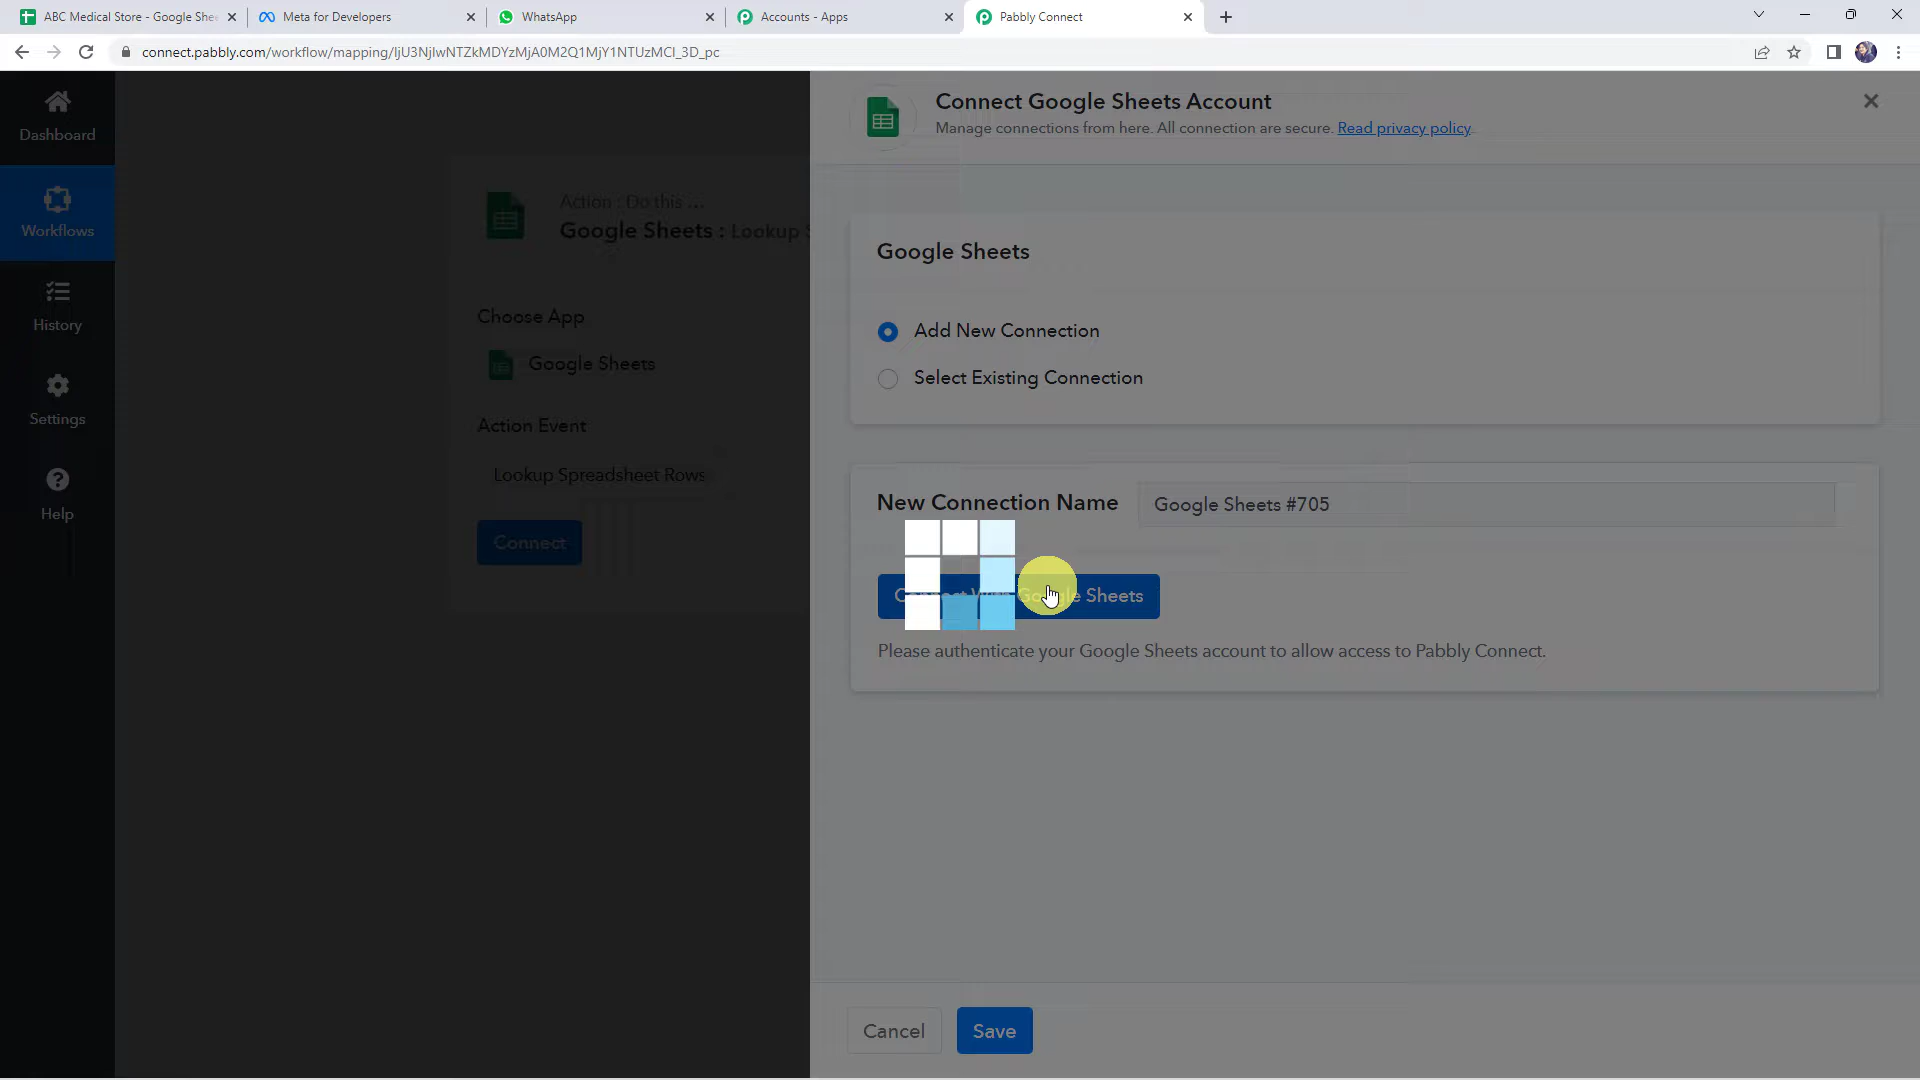 ABC Medical Store - Google She
Meta for Developers
WhatsApp
Accounts - Apps
Pabbly Connect
connect.pabbly.com/workflow/mapping/IjU3NjIwNTZkMDYzMjA0M2Q1MjY1NTUzMCI_3D_pc
Dashboard
Workflows
History
Settings
Help
Action : Do this ...
Google Sheets : Lookup S
Choose App
Google Sheets
Action Event
Lookup Spreadsheet Rows
Connect
Connect Google Sheets Account
Manage connections from here. All connection are secure. Read privacy policy.
Google Sheets
Add New Connection
Select Existing Connection
New Connection Name
Google Sheets #705
Connect With Google Sheets
Please authenticate your Google Sheets account to allow access to Pabbly Connect.
Cancel
Save